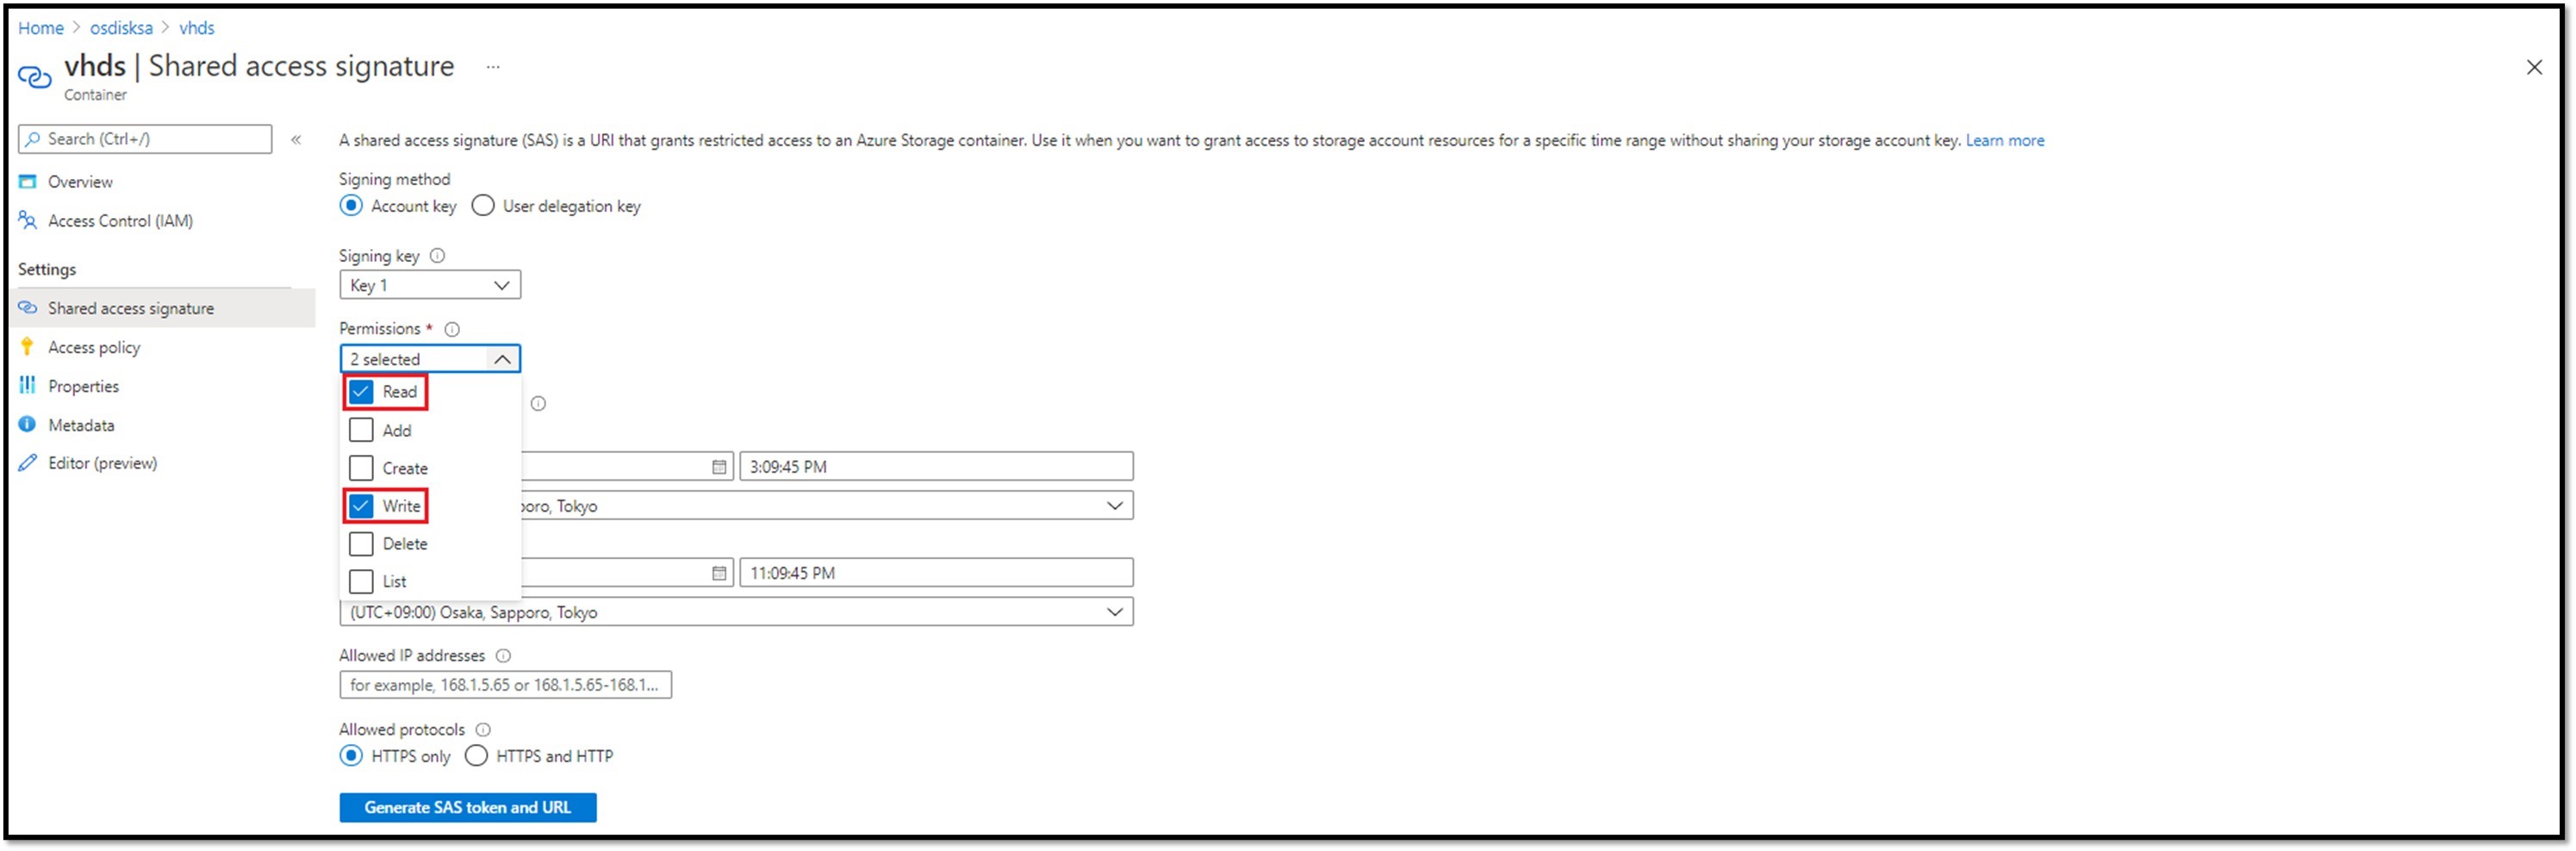 Home > osdisksa > vhds
vhds | Shared access signature ...
Container
Search (Ctrl+/)
«
Overview
Access Control (IAM)
Settings
Shared access signature
Access policy
Properties
Metadata
Editor (preview)
A shared access signature (SAS) is a URI that grants restricted access to an Azure Storage container. Use it when you want to grant access to storage account resources for a specific time range without sharing your storage account key. Learn more
Signing method
Account key User delegation key
Signing key
Key 1
Permissions *
2 selected
Read
Add
Create
Write
Delete
List
3:09:45 PM
Tokyo
11:09:45 PM
(UTC+09:00) Osaka, Sapporo, Tokyo
Allowed IP addresses
for example, 168.1.5.65 or 168.1.5.65-168.1...
Allowed protocols
HTTPS only HTTPS and HTTP
Generate SAS token and URL